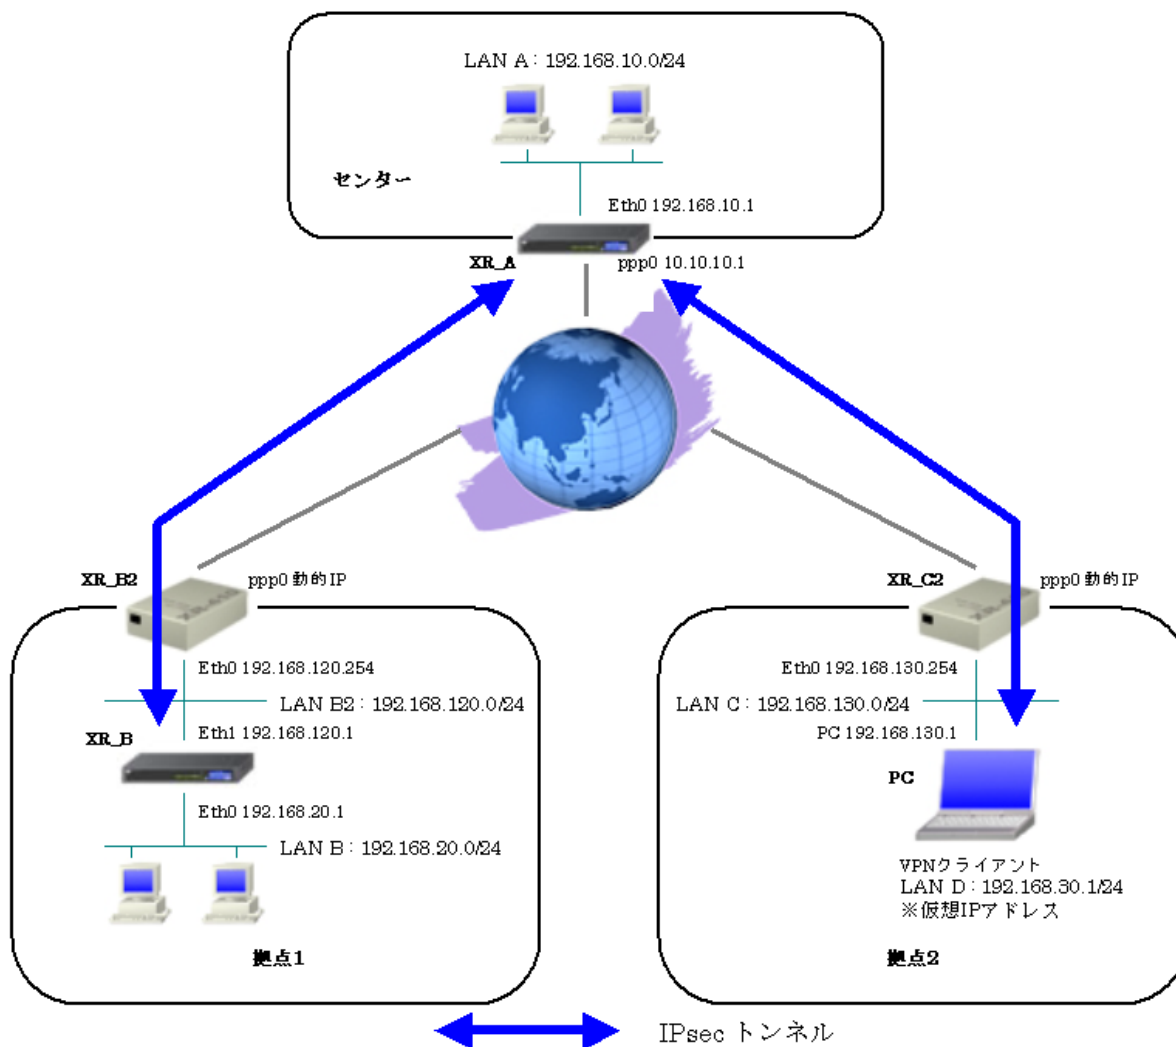 LAN A：192.168.10.0/24
センター
Eth0 192.168.10.1
XR_A
ppp0 10.10.10.1
XR_B2
ppp0 動的IP
XR_C2
ppp0 動的IP
Eth0 192.168.120.254
LAN B2：192.168.120.0/24
XR_B
Eth1 192.168.120.1
Eth0 192.168.20.1
LAN B：192.168.20.0/24
拠点1
Eth0 192.168.130.254
LAN C：192.168.130.0/24
PC 192.168.130.1
PC
VPNクライアント
LAN D：192.168.30.1/24
※仮想IPアドレス
拠点2
IPsec トンネル